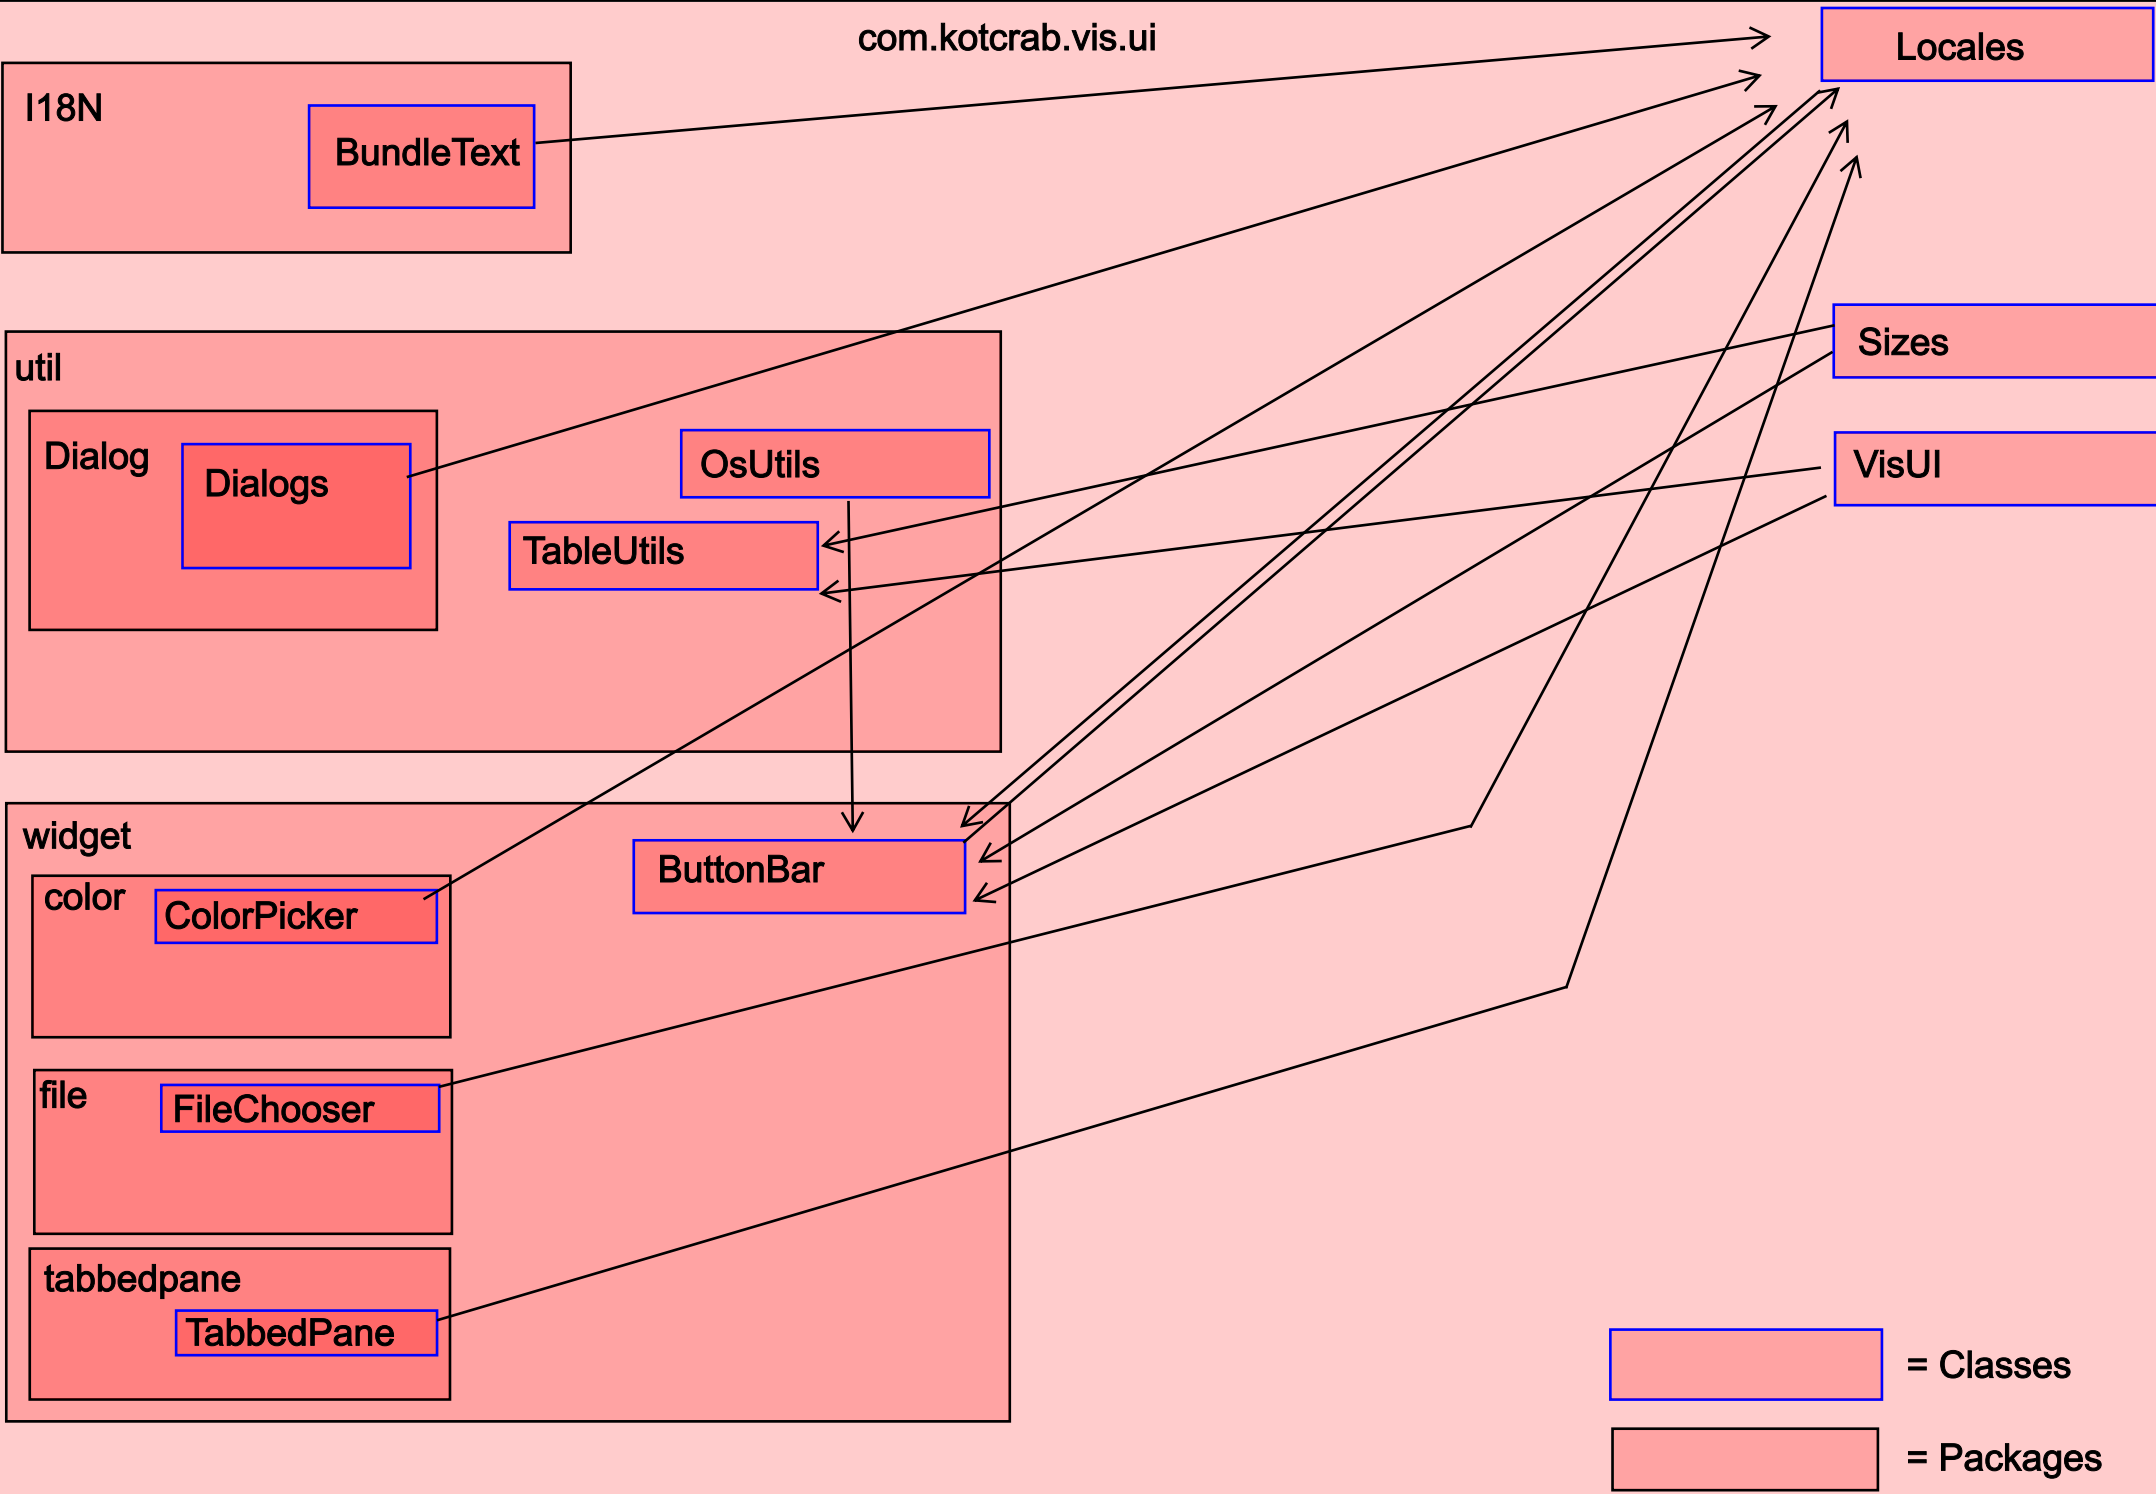 com.kotcrab.vis.ui
Locales
I18N
BundleText
Sizes
util
Dialog
Dialogs
OsUtils
VisUI
TableUtils
widget
ButtonBar
color
ColorPicker
file
FileChooser
tabbedpane
TabbedPane
= Classes
= Packages